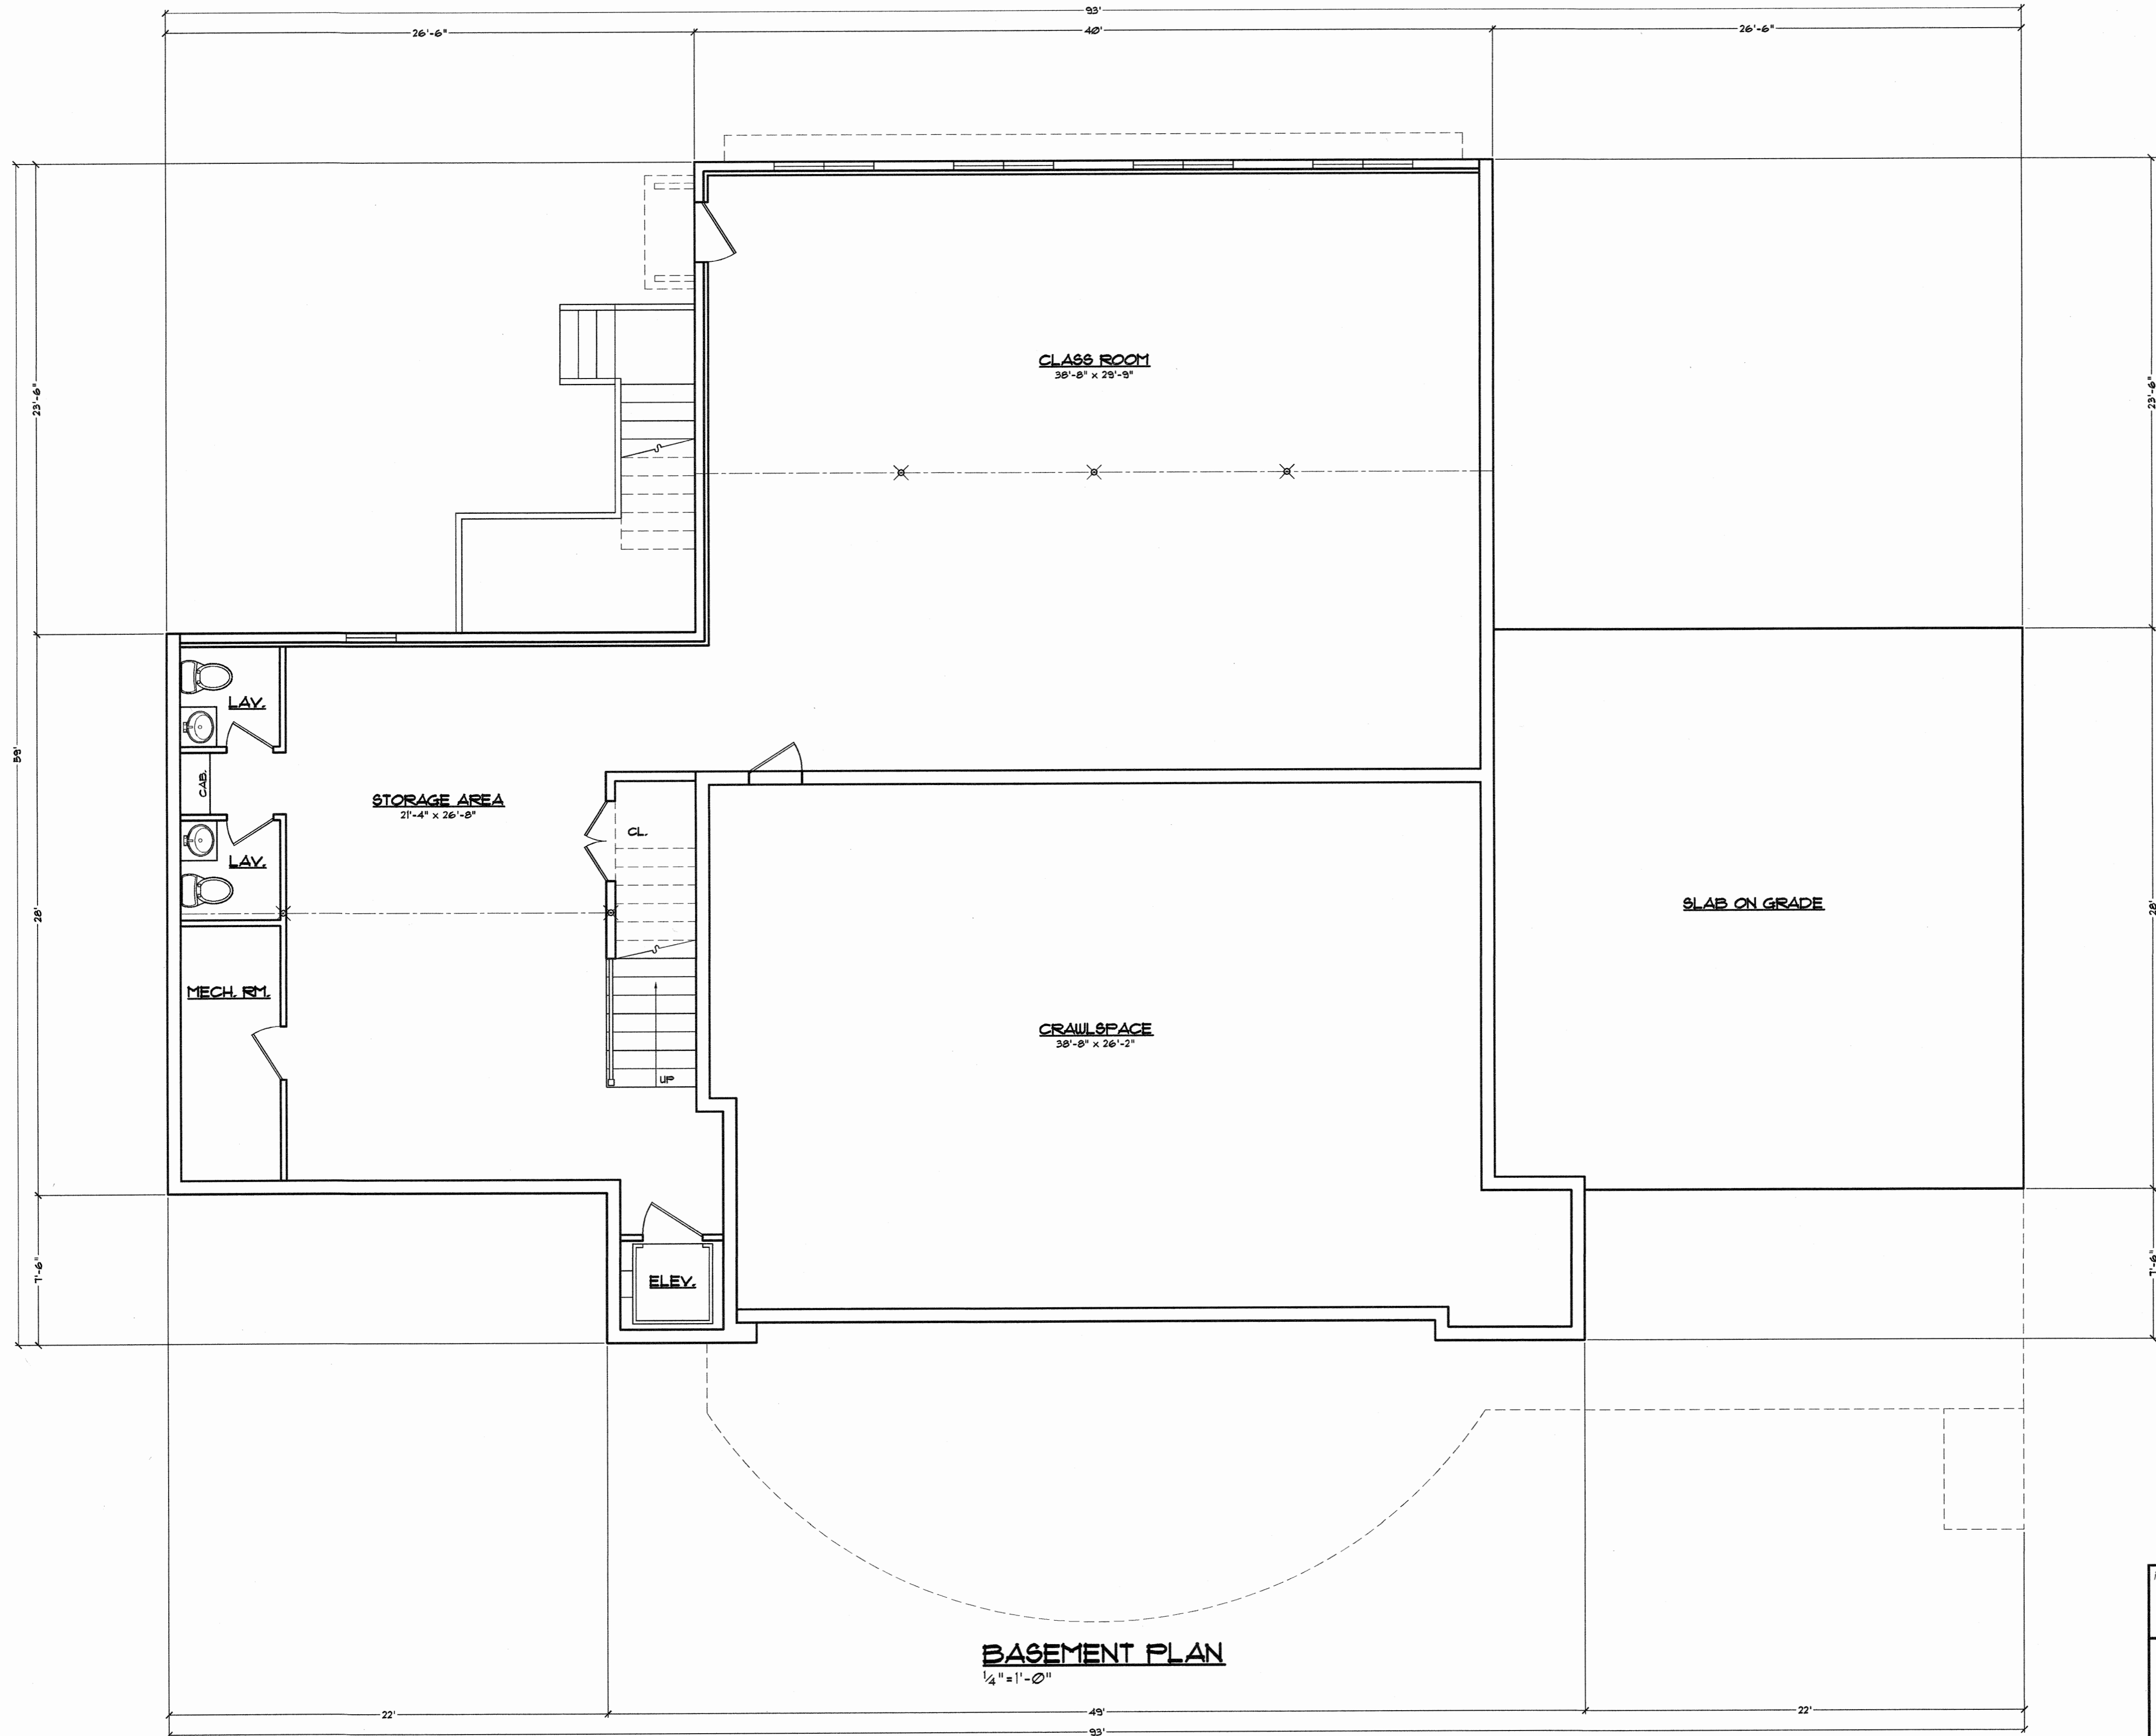 93'
26'-6"
40'
26'-6"
CLASS ROOM
38'-8" x 29'-9"
23'-6"
23'-6"
LAV.
59'
CAB.
STORAGE AREA
21'-4" x 26'-8"
CL.
LAV.
28'
SLAB ON GRADE
28'
MECH. RM.
CRAWLSPACE
38'-8" x 26'-2"
UP
7'-6"
ELEV.
7'-6"
BASEMENT PLAN
1/4"=1'-0"
22'
49'
22'
93'